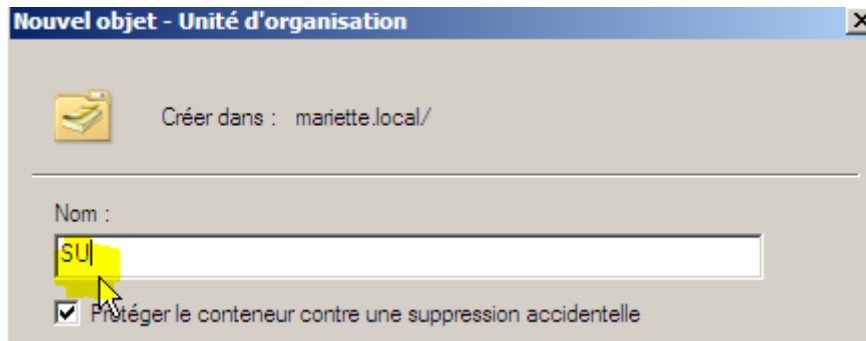 Nouvel objet - Unité d'organisation
Créer dans : mariette.local/
Nom :
SU
Protéger le conteneur contre une suppression accidentelle